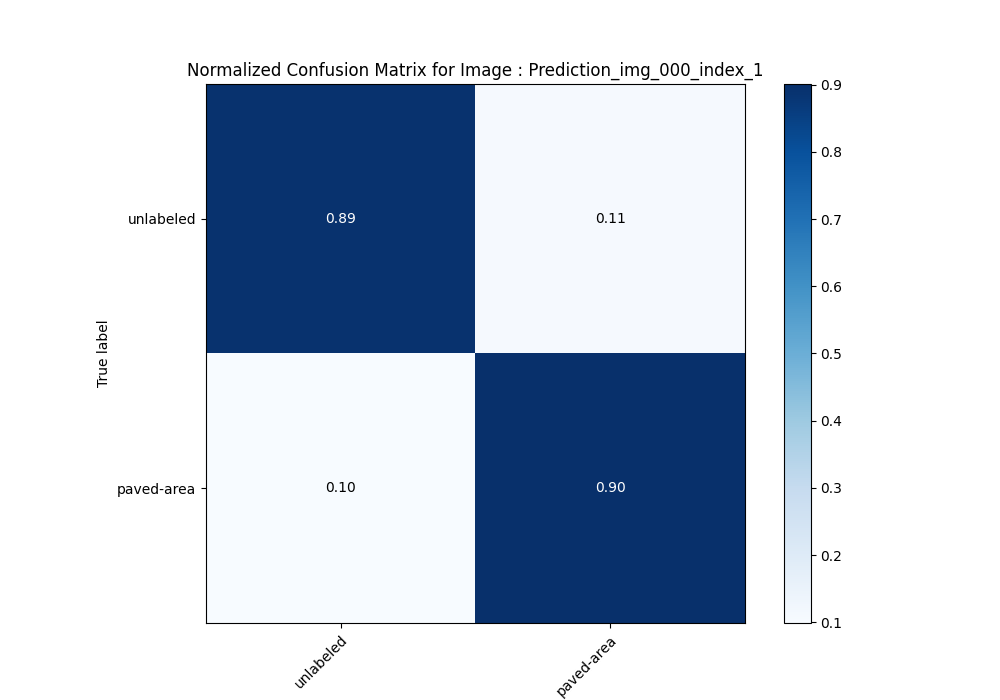 Normalized Confusion Matrix for Image : Prediction_img_000_index_1
True label
unlabeled
0.89
0.11
paved-area
0.10
0.90
unlabeled
paved-area
0.9
0.8
0.7
0.6
0.5
0.4
0.3
0.2
0.1